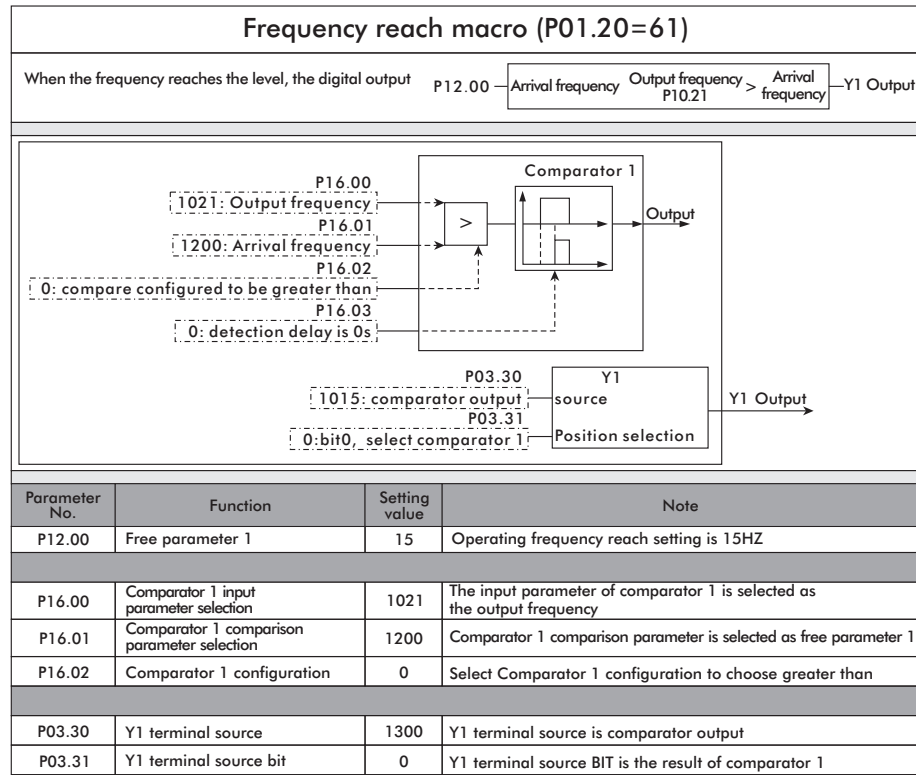 Frequency reach macro (P01.20=61)
When the frequency reaches the level, the digital output
P12.00
Arrival frequency
Output frequency
P10.21
>
Arrival
frequency
Y1 Output
Comparator 1
P16.00
1021: Output frequency
P16.01
1200: Arrival frequency
P16.02
0: compare configured to be greater than
P16.03
0: detection delay is 0s
>
Output
P03.30
1015: comparator output
P03.31
0:bit0, select comparator 1
Y1
source
Position selection
Y1 Output
Parameter No. Function Setting value Note
P12.00 Free parameter 1 15 Operating frequency reach setting is 15HZ
P16.00 Comparator 1 input parameter selection 1021 The input parameter of comparator 1 is selected as the output frequency
P16.01 Comparator 1 comparison parameter selection 1200 Comparator 1 comparison parameter is selected as free parameter 1
P16.02 Comparator 1 configuration 0 Select Comparator 1 configuration to choose greater than
P03.30 Y1 terminal source 1300 Y1 terminal source is comparator output
P03.31 Y1 terminal source bit 0 Y1 terminal source BIT is the result of comparator 1